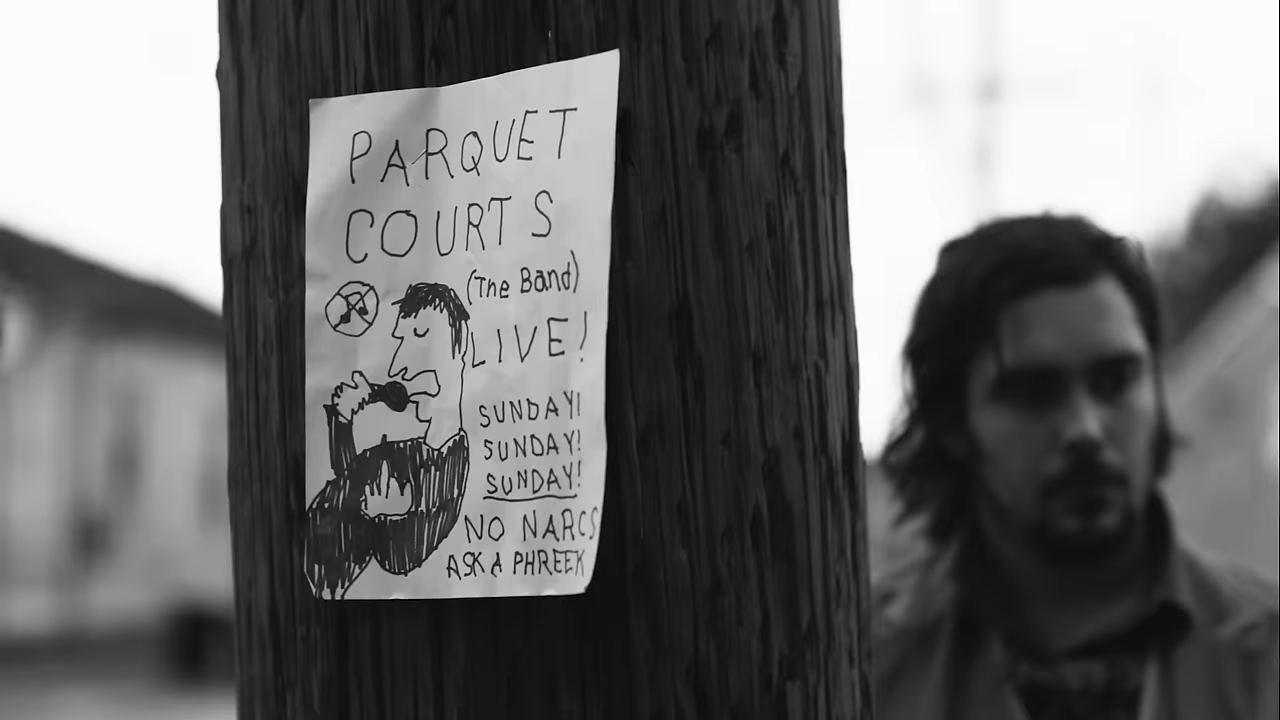 PARQUET
COURTS
(The Band)
LIVE!
SUNDAY!
SUNDAY!
SUNDAY!
NO NARCS
ASK A PHREEK